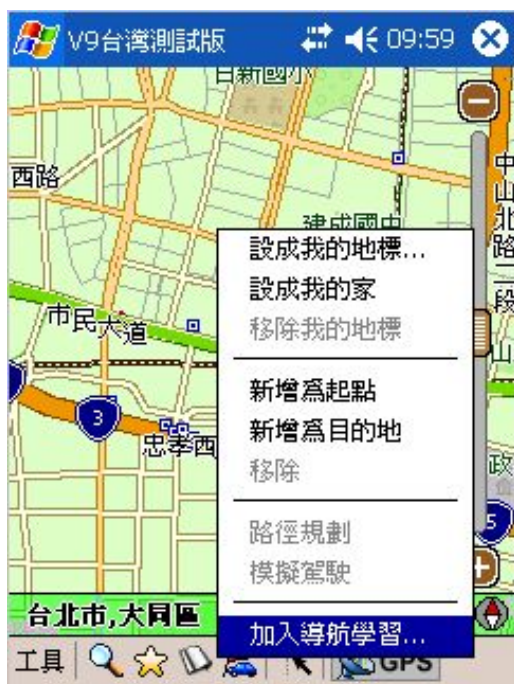 V9台灣測試版
09:59
日新國小
西路
中山北路一段
建成國中
設成我的地標...
設成我的家
移除我的地標
市民大道
山
新增為起點
新增為目的地
移除
3
忠孝西
政
路徑規劃
5
模擬駕駛
台北市,大同區
加入導航學習...
工具
GPS